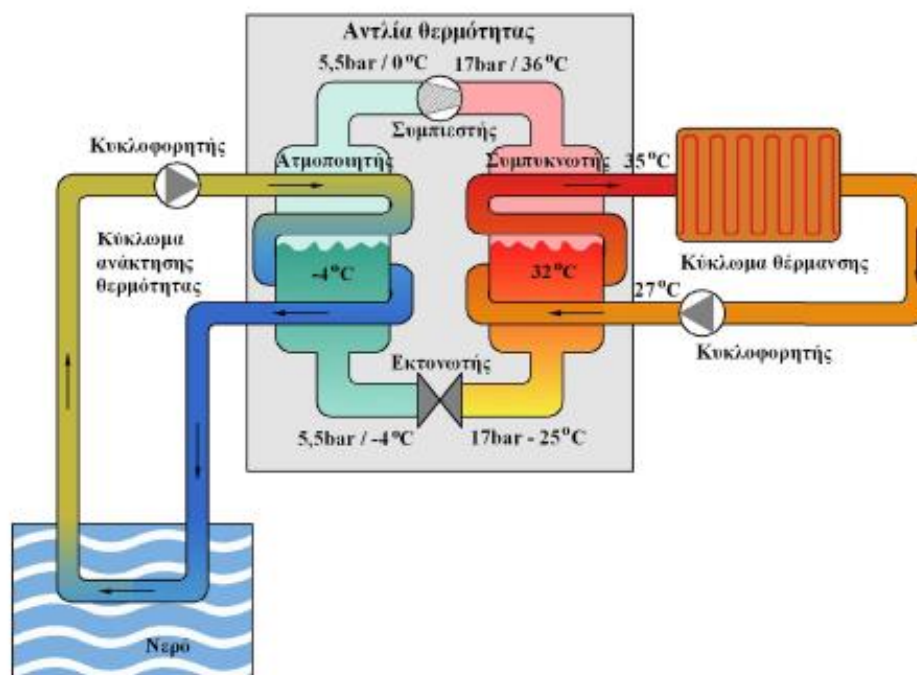 Αντλία θερμότητας
5,5bar / 0°C
17bar / 36°C
Συμπιεστής
Κυκλοφορητής
Ατμοποιητής
Συμπυκνωτής
35°C
Κύκλωμα
ανάκτησης
θερμότητας
-4°C
32°C
Κύκλωμα θέρμανσης
27°C
Κυκλοφορητής
Εκτονωτής
5,5bar / -4°C
17bar - 25°C
Νερό